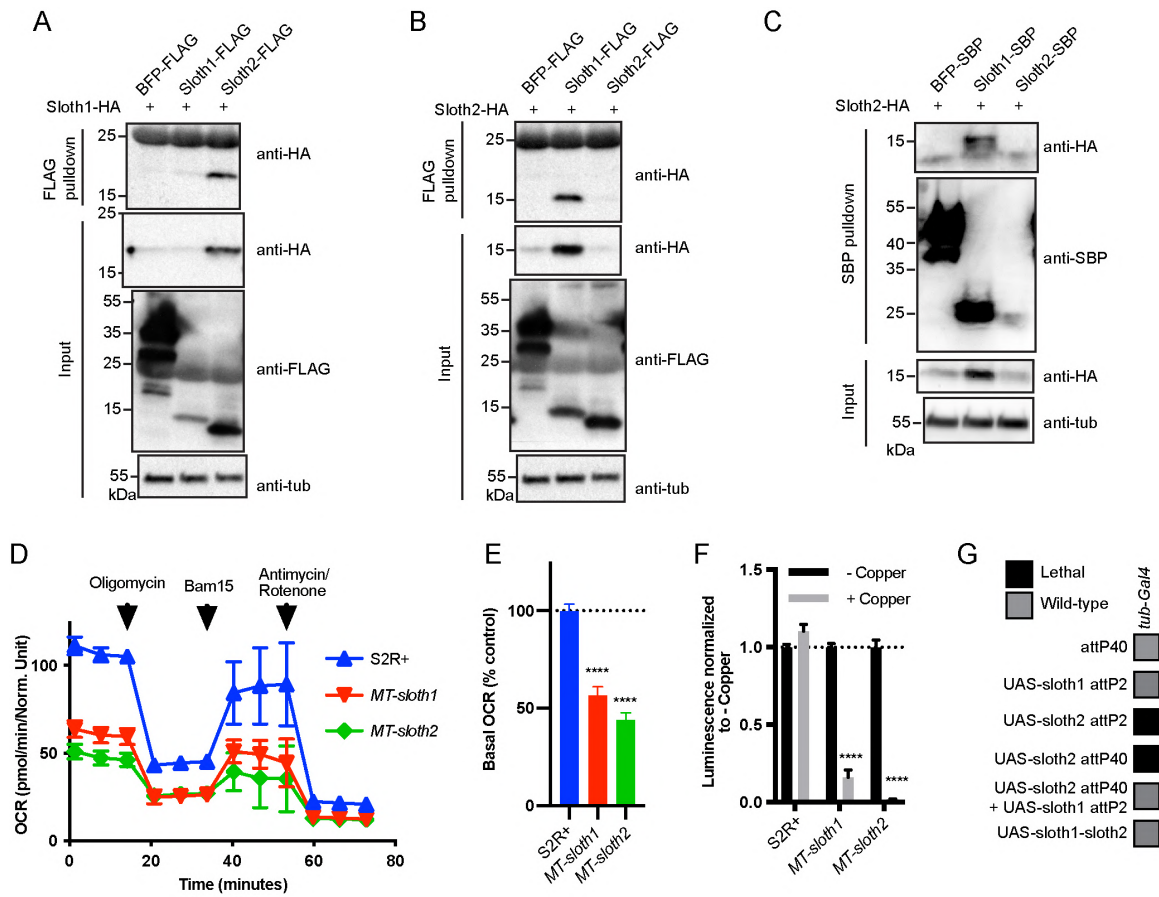 A
BFP-FLAG
Sloth1-FLAG
Sloth2-FLAG
Sloth1-HA
+ + +
FLAG
pulldown
25
15
anti-HA
Input
25
15
anti-HA
55
35
25
15
anti-FLAG
55
kDa
anti-tub
B
BFP-FLAG
Sloth1-FLAG
Sloth2-FLAG
Sloth2-HA
+ + +
FLAG
pulldown
25
15
anti-HA
Input
15
anti-HA
55
35
25
15
anti-FLAG
55
kDa
anti-tub
C
BFP-SBP
Sloth1-SBP
Sloth2-SBP
Sloth2-HA
+ + +
SBP pulldown
15
anti-HA
55
40
35
25
anti-SBP
Input
15
anti-HA
55
kDa
anti-tub
D
Oligomycin
Bam15
Antimycin/
Rotenone
OCR (pmol/min/Norm. Unit)
100
50
0
0 20 40 60 80
Time (minutes)
S2R+
MT-sloth1
MT-sloth2
E
Basal OCR (% control)
100
50
0
****
****
S2R+
MT-sloth1
MT-sloth2
F
- Copper
+ Copper
Luminescence normalized
to - Copper
1.5
1.0
0.5
0.0
****
****
S2R+
MT-sloth1
MT-sloth2
G
Lethal
Wild-type
tub-Gal4
attP40
UAS-sloth1 attP2
UAS-sloth2 attP2
UAS-sloth2 attP40
UAS-sloth2 attP40
+ UAS-sloth1 attP2
UAS-sloth1-sloth2